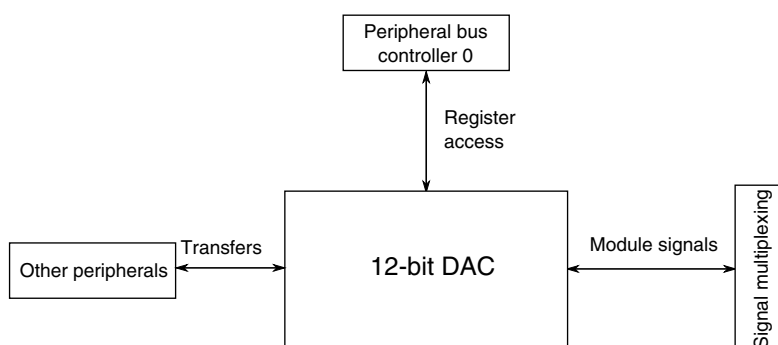 Peripheral bus
controller 0
Register
access
Other peripherals
Transfers
12-bit DAC
Module signals
Signal multiplexing